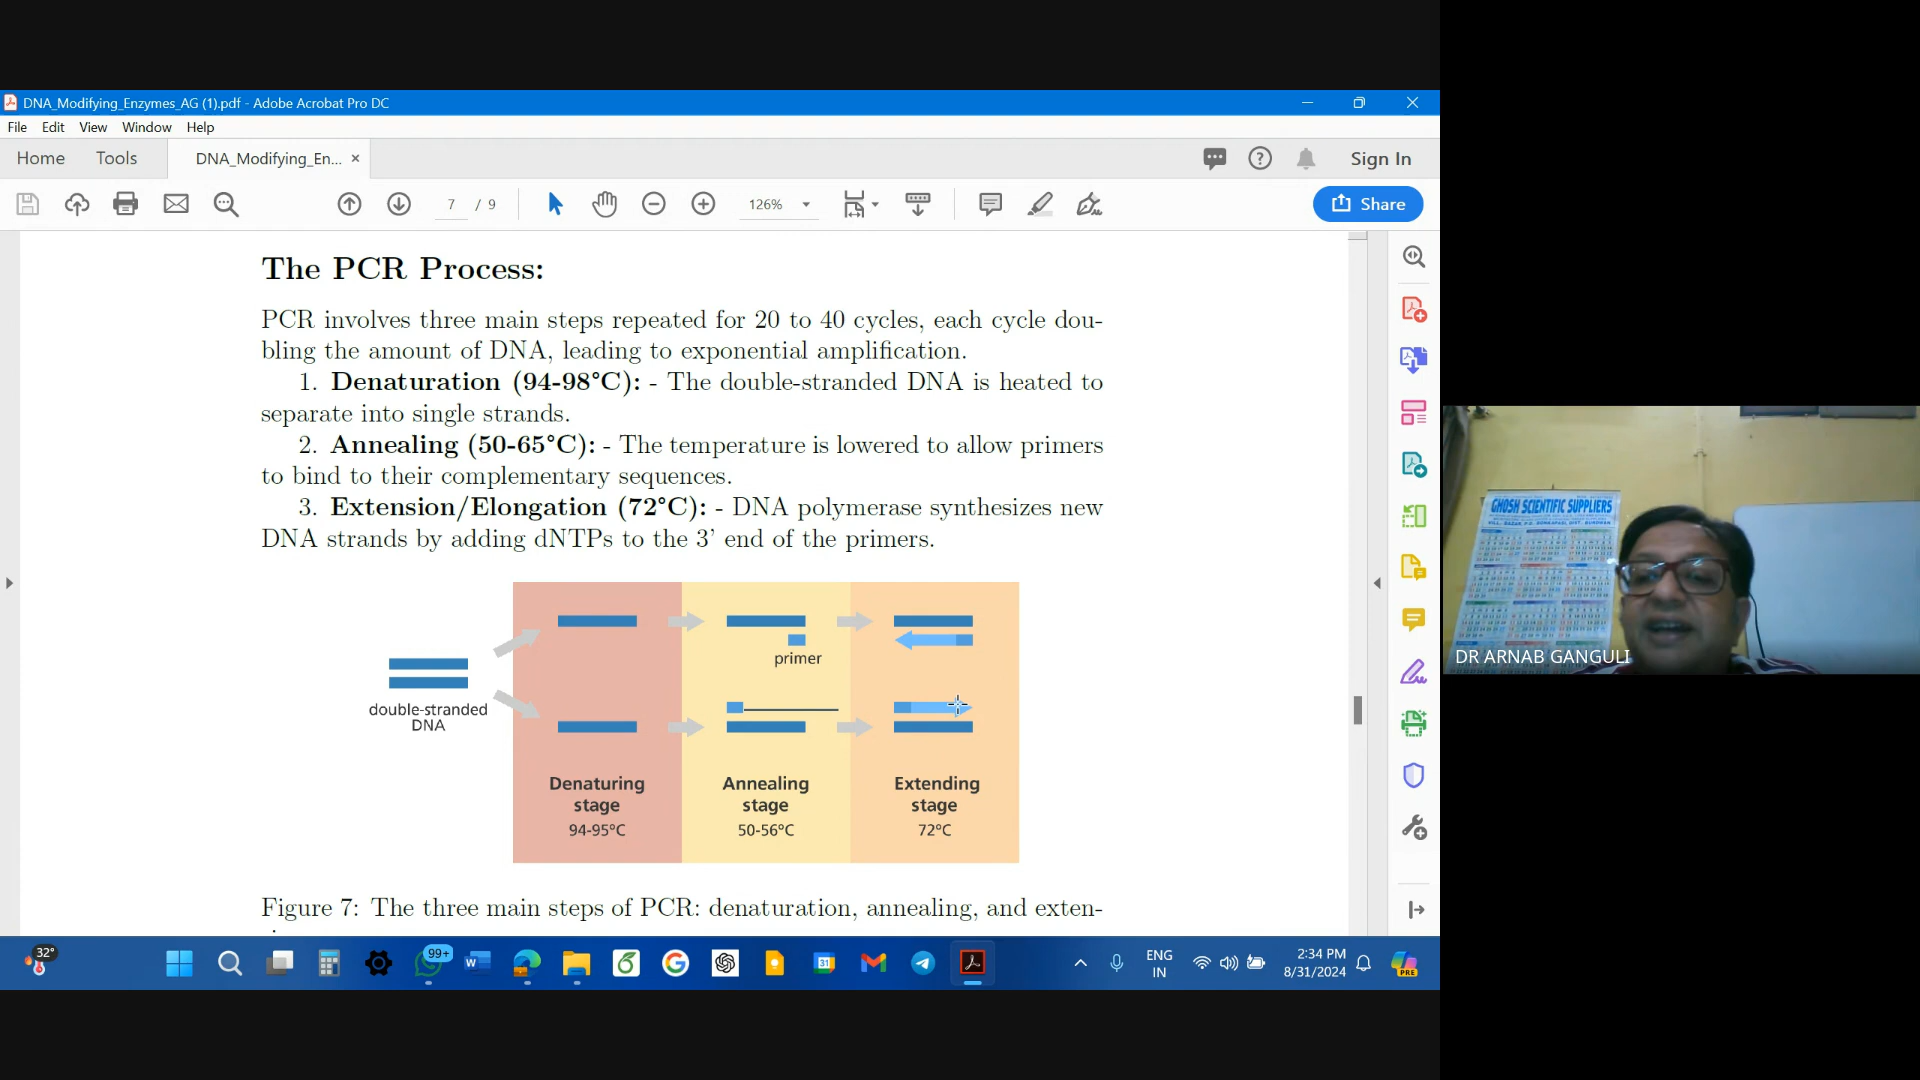 DNA_Modifying_Enzymes_AG (1).pdf - Adobe Acrobat Pro DC
File Edit View Window Help
Home Tools DNA_Modifying_En... × Sign In
7 / 9 126% Share
The PCR Process:
PCR involves three main steps repeated for 20 to 40 cycles, each cycle dou-
bling the amount of DNA, leading to exponential amplification.
1. Denaturation (94-98°C): - The double-stranded DNA is heated to
separate into single strands.
2. Annealing (50-65°C): - The temperature is lowered to allow primers
to bind to their complementary sequences.
3. Extension/Elongation (72°C): - DNA polymerase synthesizes new
DNA strands by adding dNTPs to the 3' end of the primers.
primer
double-stranded
DNA
Denaturing
stage
94-95°C
Annealing
stage
50-56°C
Extending
stage
72°C
Figure 7: The three main steps of PCR: denaturation, annealing, and exten-
GHOSH SCIENTIFIC SUPPLIERS
DR ARNAB GANGULI
32°
99+
31
ENG
IN
2:34 PM
8/31/2024
PRE